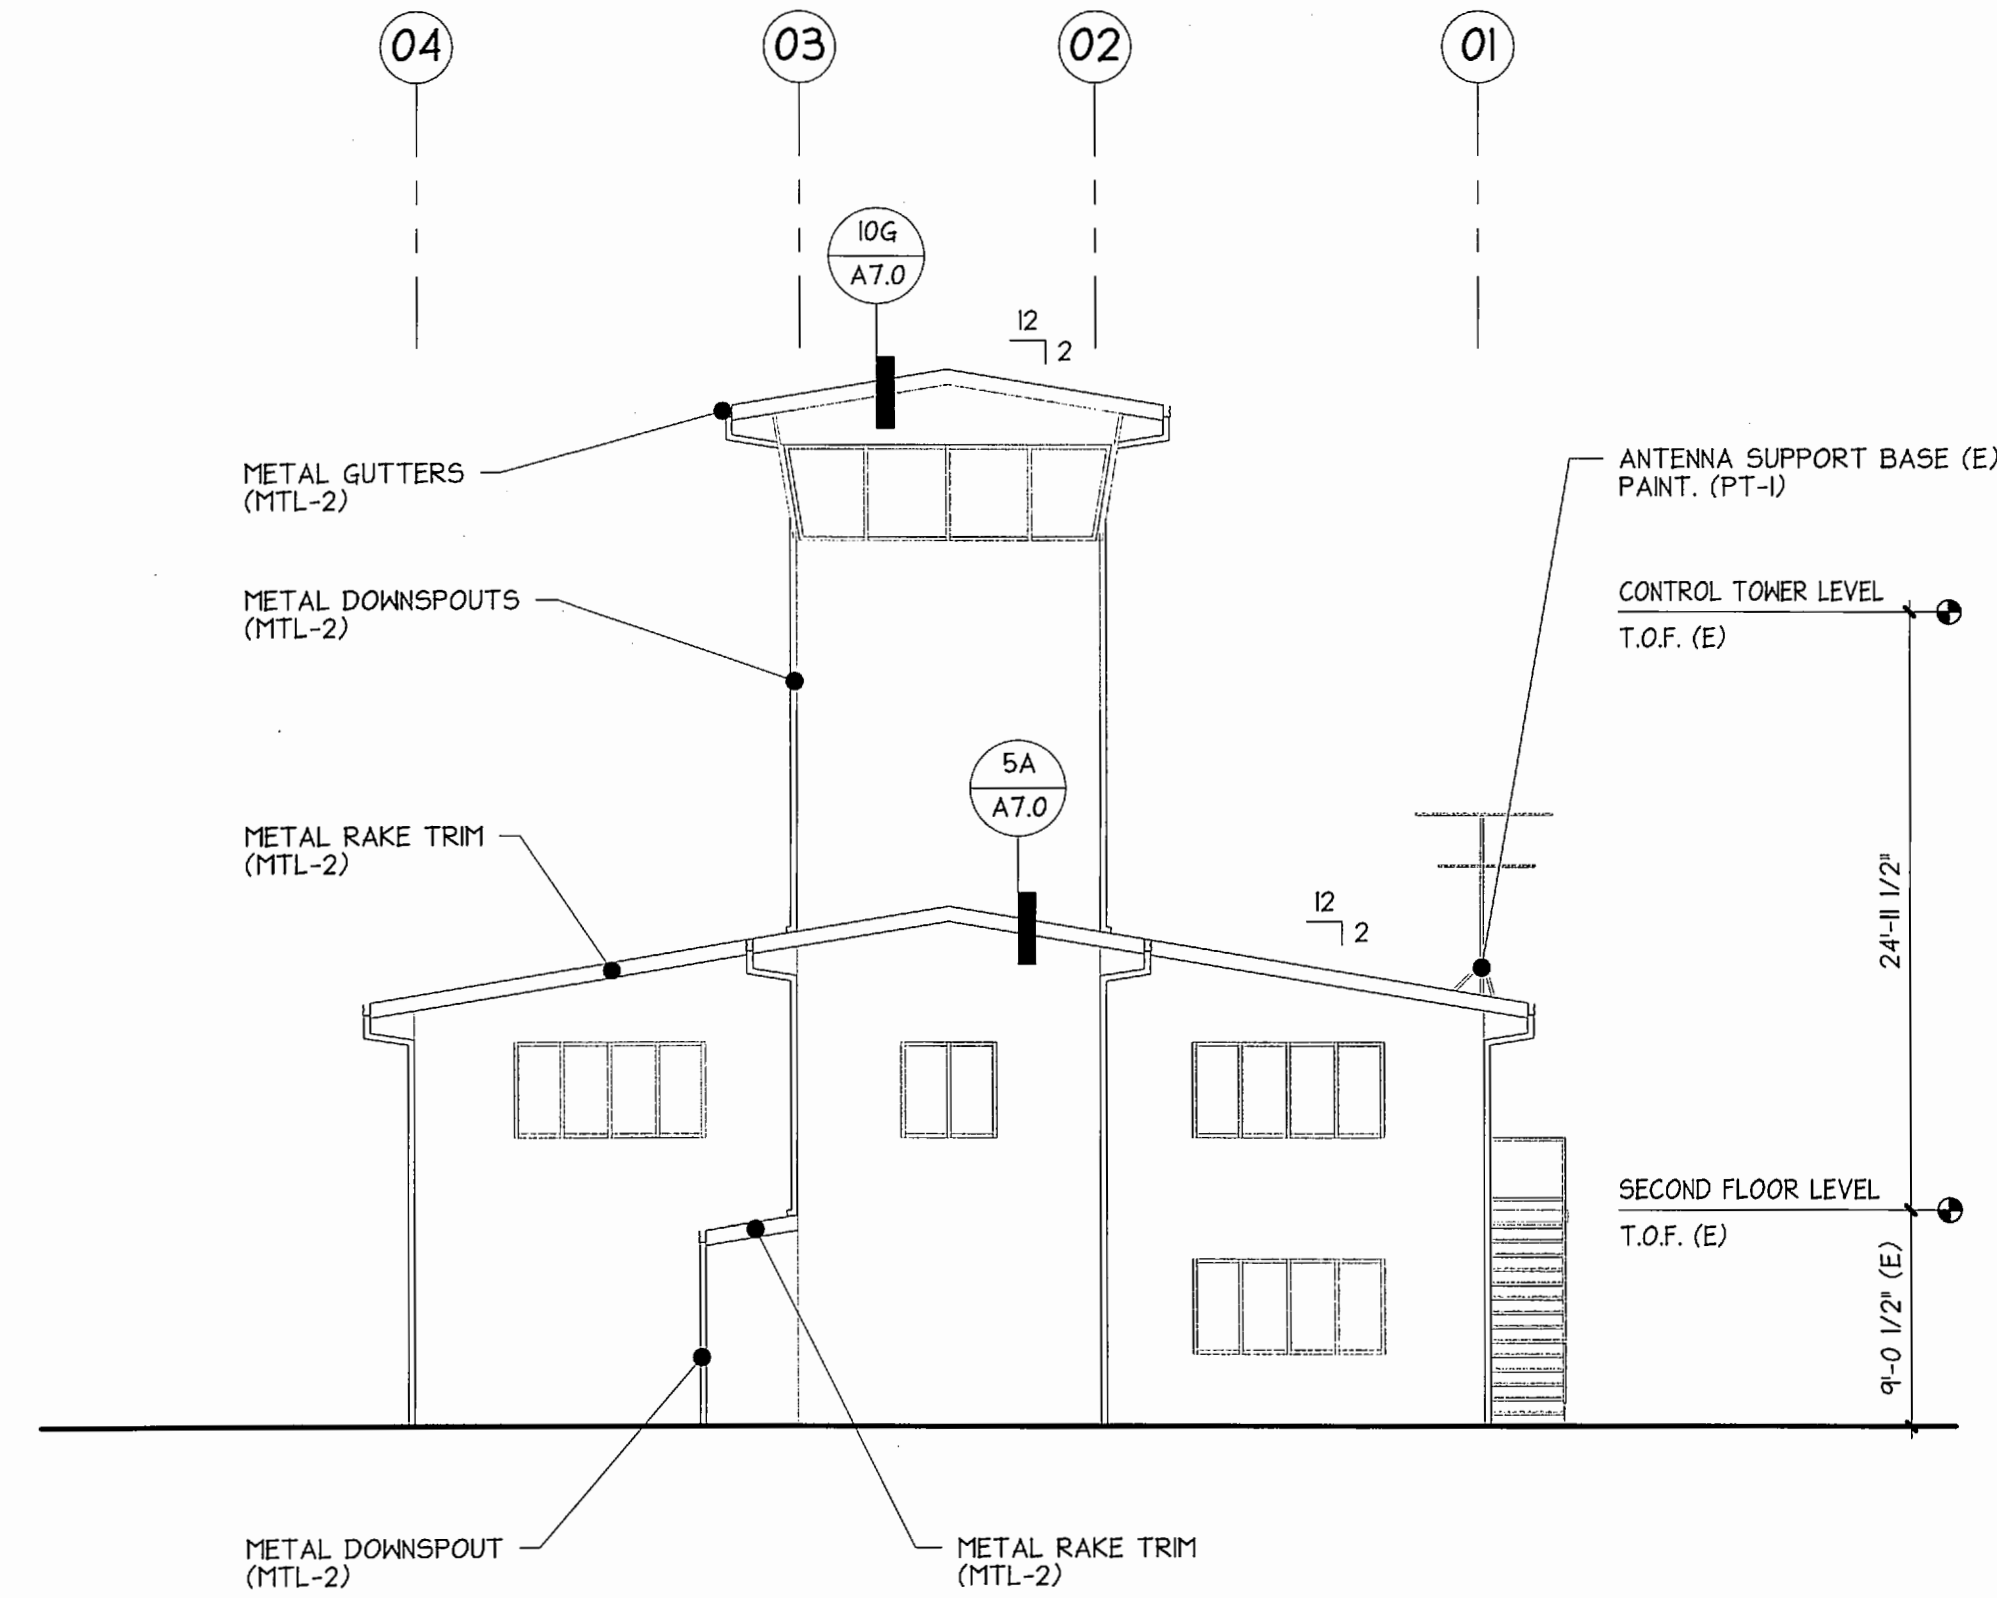 04
03
02
01
10G
A7.0
12
2
METAL GUTTERS
(MTL-2)
ANTENNA SUPPORT BASE (E)
PAINT. (PT-1)
METAL DOWNSPOUTS
(MTL-2)
CONTROL TOWER LEVEL
T.O.F. (E)
5A
A7.0
METAL RAKE TRIM
(MTL-2)
24'-11 1/2"
12
2
SECOND FLOOR LEVEL
T.O.F. (E)
9'-0 1/2" (E)
METAL DOWNSPOUT
(MTL-2)
METAL RAKE TRIM
(MTL-2)